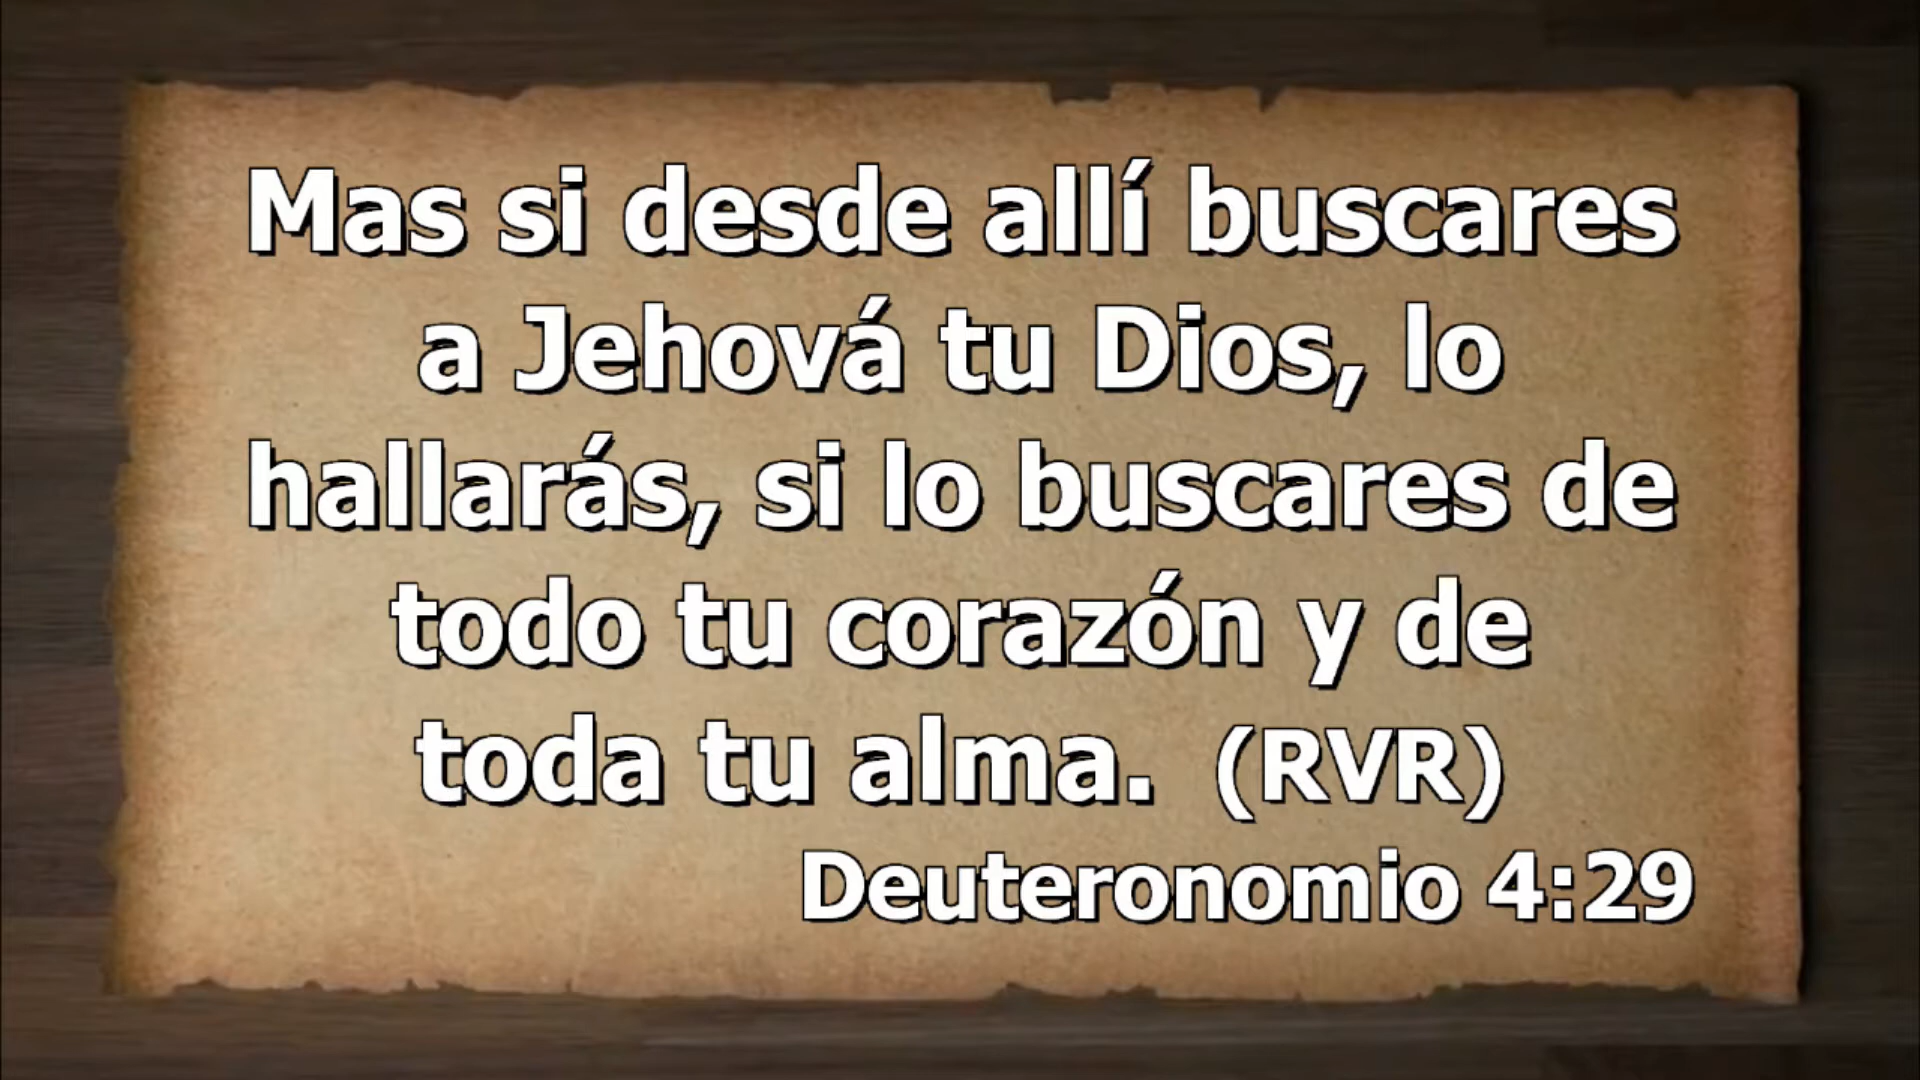 Mas si desde allí buscares
a Jehová tu Dios, lo
hallarás, si lo buscares de
todo tu corazón y de
toda tu alma. (RVR)
Deuteronomio 4:29